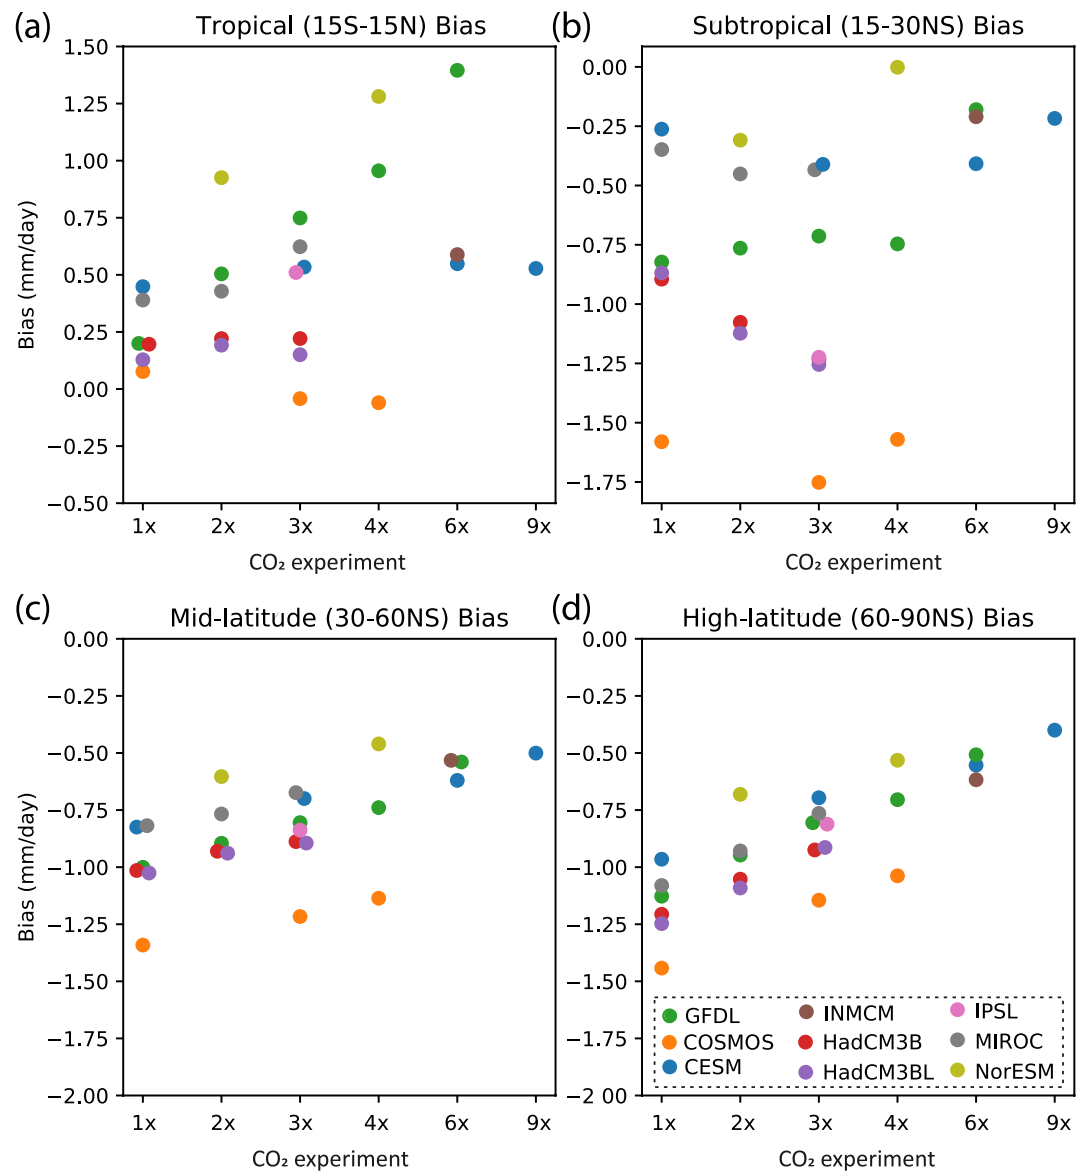 (a)
Tropical (15S-15N) Bias
1.50
1.25
1.00
0.75
0.50
0.25
0.00
−0.25
−0.50
Bias (mm/day)
1x 2x 3x 4x 6x 9x
CO₂ experiment
(b)
Subtropical (15-30NS) Bias
0.00
−0.25
−0.50
−0.75
−1.00
−1.25
−1.50
−1.75
1x 2x 3x 4x 6x 9x
CO₂ experiment
(c)
Mid-latitude (30-60NS) Bias
−0.00
−0.25
−0.50
−0.75
−1.00
−1.25
−1.50
−1.75
−2.00
Bias (mm/day)
1x 2x 3x 4x 6x 9x
CO₂ experiment
(d)
High-latitude (60-90NS) Bias
−0.00
−0.25
−0.50
−0.75
−1.00
−1.25
−1.50
−1.75
−2 00
GFDL INMCM IPSL
COSMOS HadCM3B MIROC
CESM HadCM3BL NorESM
1x 2x 3x 4x 6x 9x
CO₂ experiment